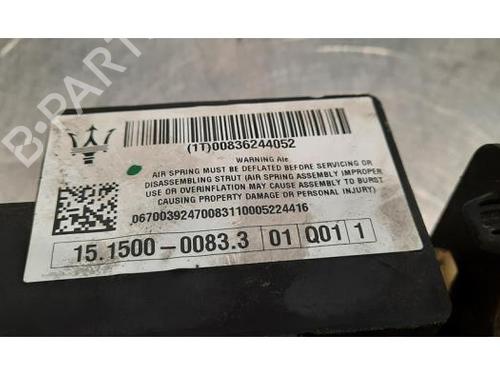 B-Parts
(1T)00836244052
WARNING Ale
AIR SPRING MUST BE DEFLATED BEFORE SERVICING OR
DISASSEMBLING STRUT (AIR SPRING ASSEMBLY IMPROPER
USE OR OVERINFLATION MAY CAUSE ASSEMBLY TO BURST
CAUSING PROPERTY DAMAGE OR PERSONAL INJURY)
06700392470083110005224416
15.1500-0083.3 01 Q01 1